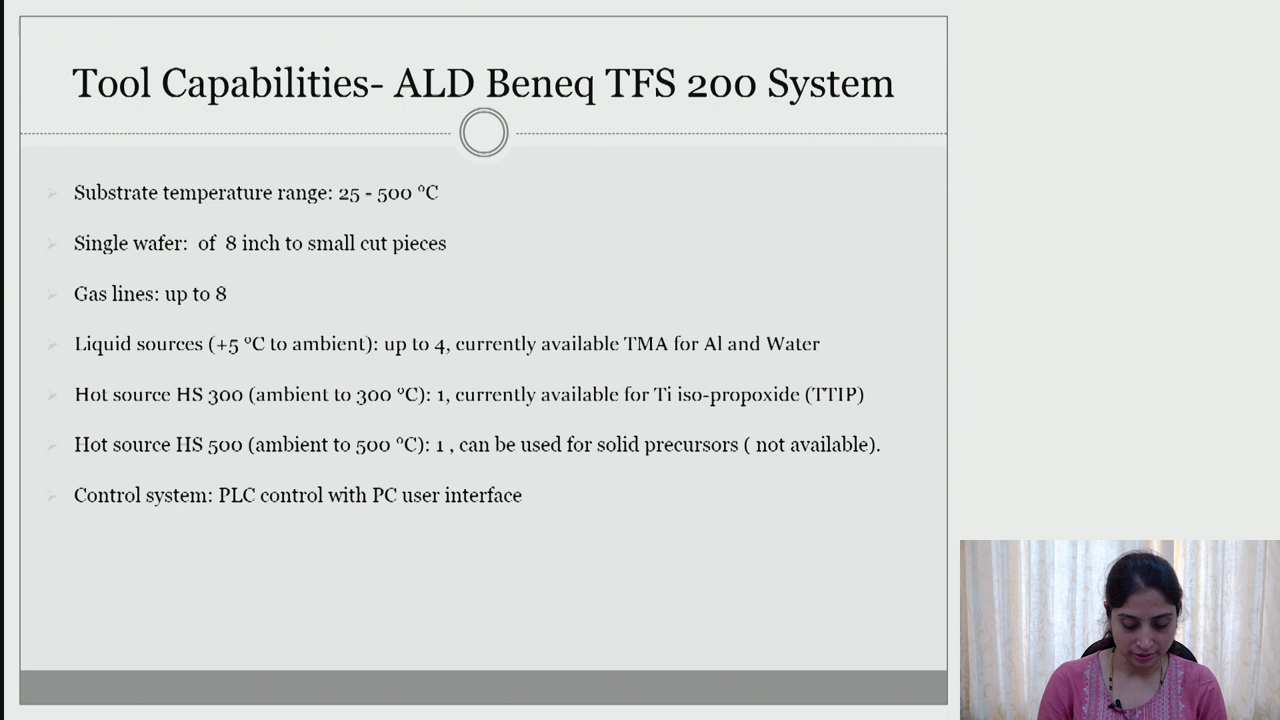 Tool Capabilities- ALD Beneq TFS 200 System
Substrate temperature range: 25 - 500 °C
Single wafer: of 8 inch to small cut pieces
Gas lines: up to 8
Liquid sources (+5 °C to ambient): up to 4, currently available TMA for Al and Water
Hot source HS 300 (ambient to 300 °C): 1, currently available for Ti iso-propoxide (TTIP)
Hot source HS 500 (ambient to 500 °C): 1 , can be used for solid precursors ( not available).
Control system: PLC control with PC user interface